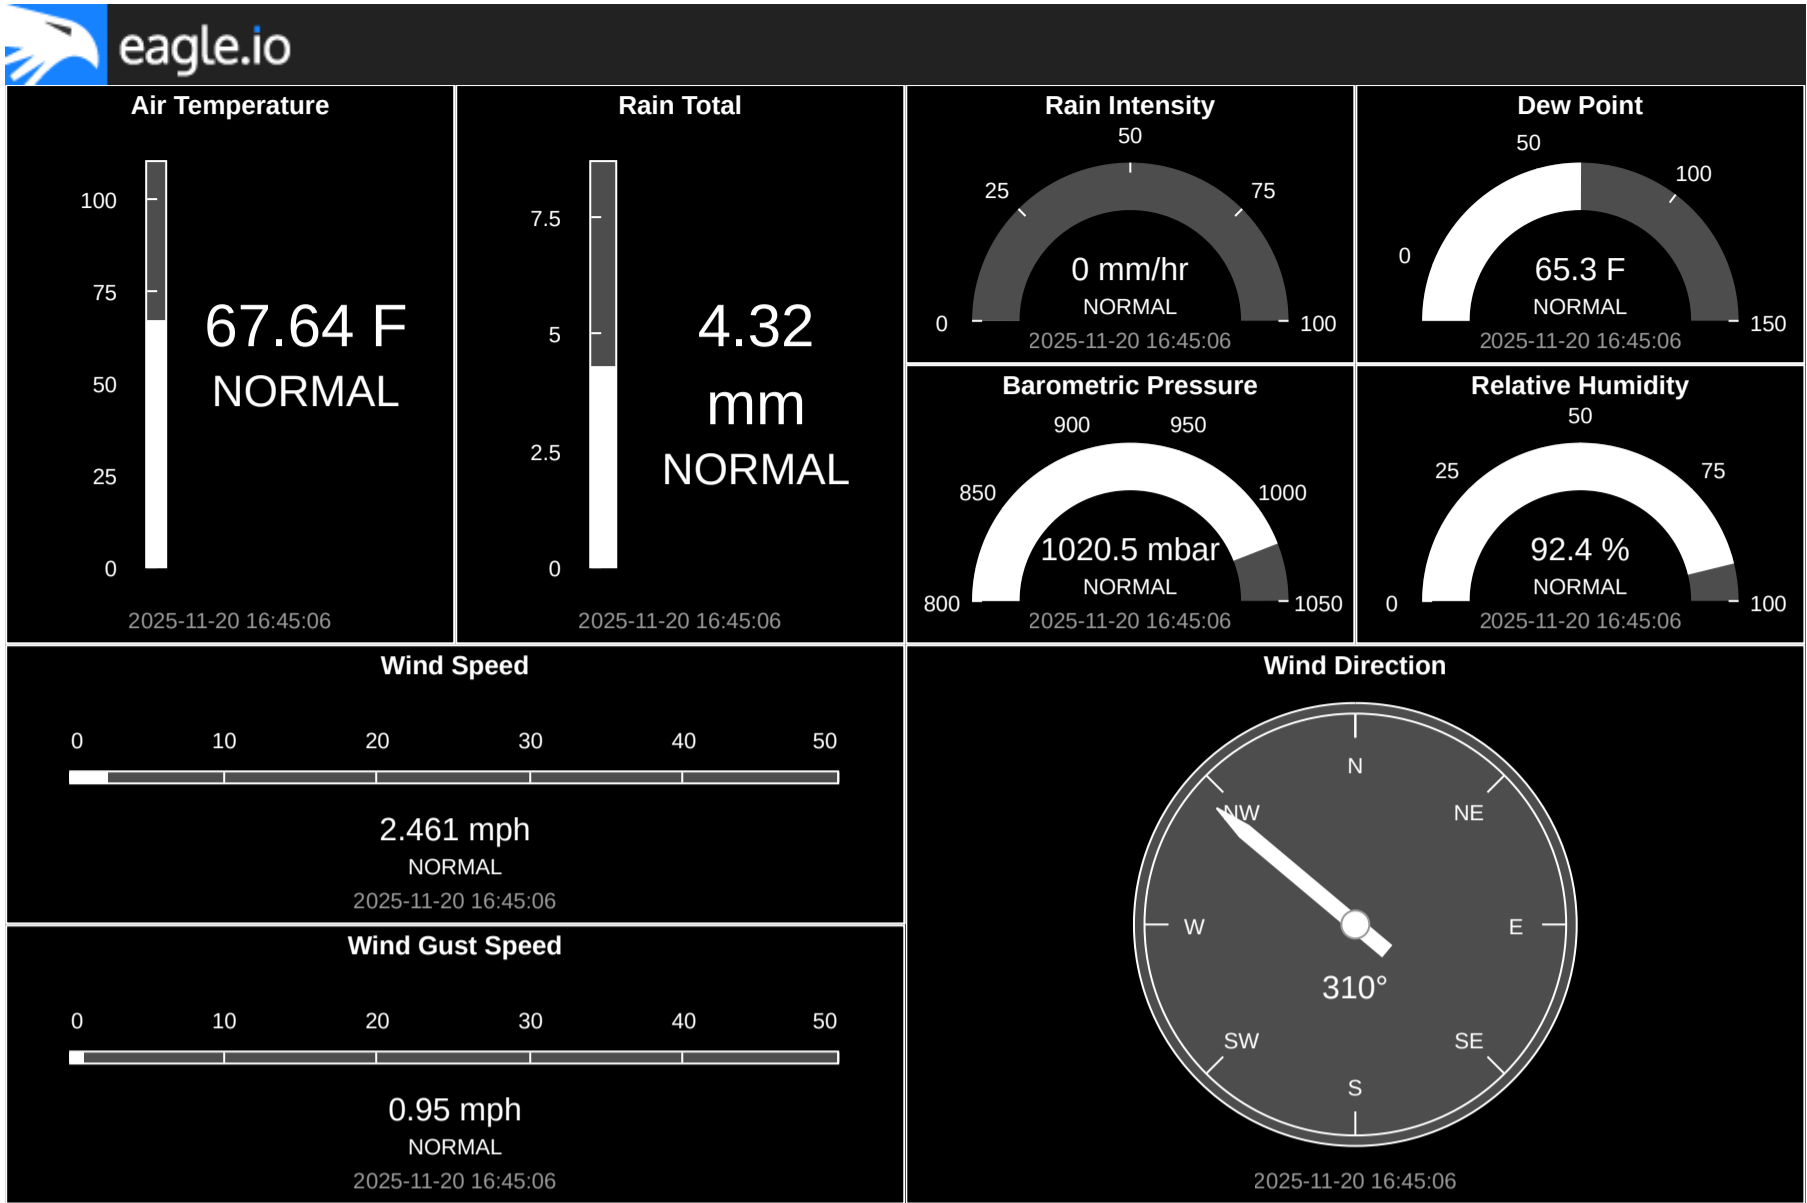 eagle.io
Air Temperature
100
75
50
25
0
67.64 F
NORMAL
2025-11-20 16:45:06
Rain Total
7.5
5
2.5
0
4.32
mm
NORMAL
2025-11-20 16:45:06
Rain Intensity
0
25
50
75
100
0 mm/hr
NORMAL
2025-11-20 16:45:06
Dew Point
0
50
100
150
65.3 F
NORMAL
2025-11-20 16:45:06
Barometric Pressure
800
850
900
950
1000
1050
1020.5 mbar
NORMAL
2025-11-20 16:45:06
Relative Humidity
0
25
50
75
100
92.4 %
NORMAL
2025-11-20 16:45:06
Wind Speed
0 10 20 30 40 50
2.461 mph
NORMAL
2025-11-20 16:45:06
Wind Gust Speed
0 10 20 30 40 50
0.95 mph
NORMAL
2025-11-20 16:45:06
Wind Direction
N
NW NE
W E
310°
SW SE
S
2025-11-20 16:45:06